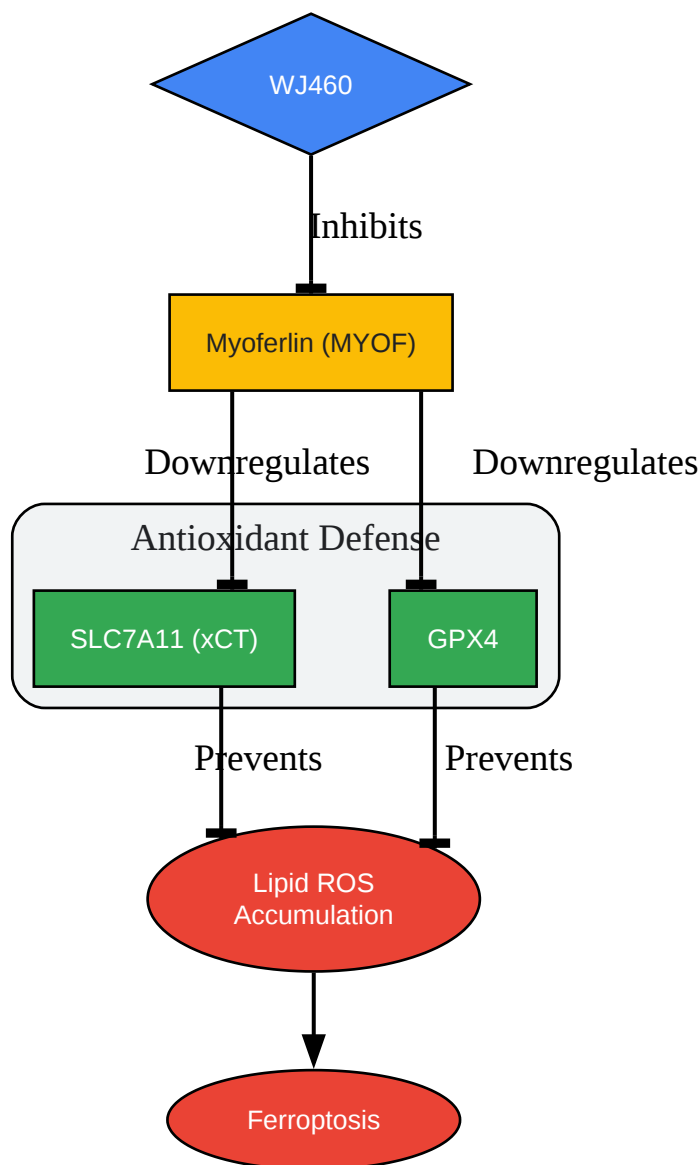 WJ460
Inhibits
Myoferlin (MYOF)
Downregulates
Downregulates
Antioxidant Defense
SLC7A11 (xCT)
GPX4
Prevents
Prevents
Lipid ROS
Accumulation
Ferroptosis